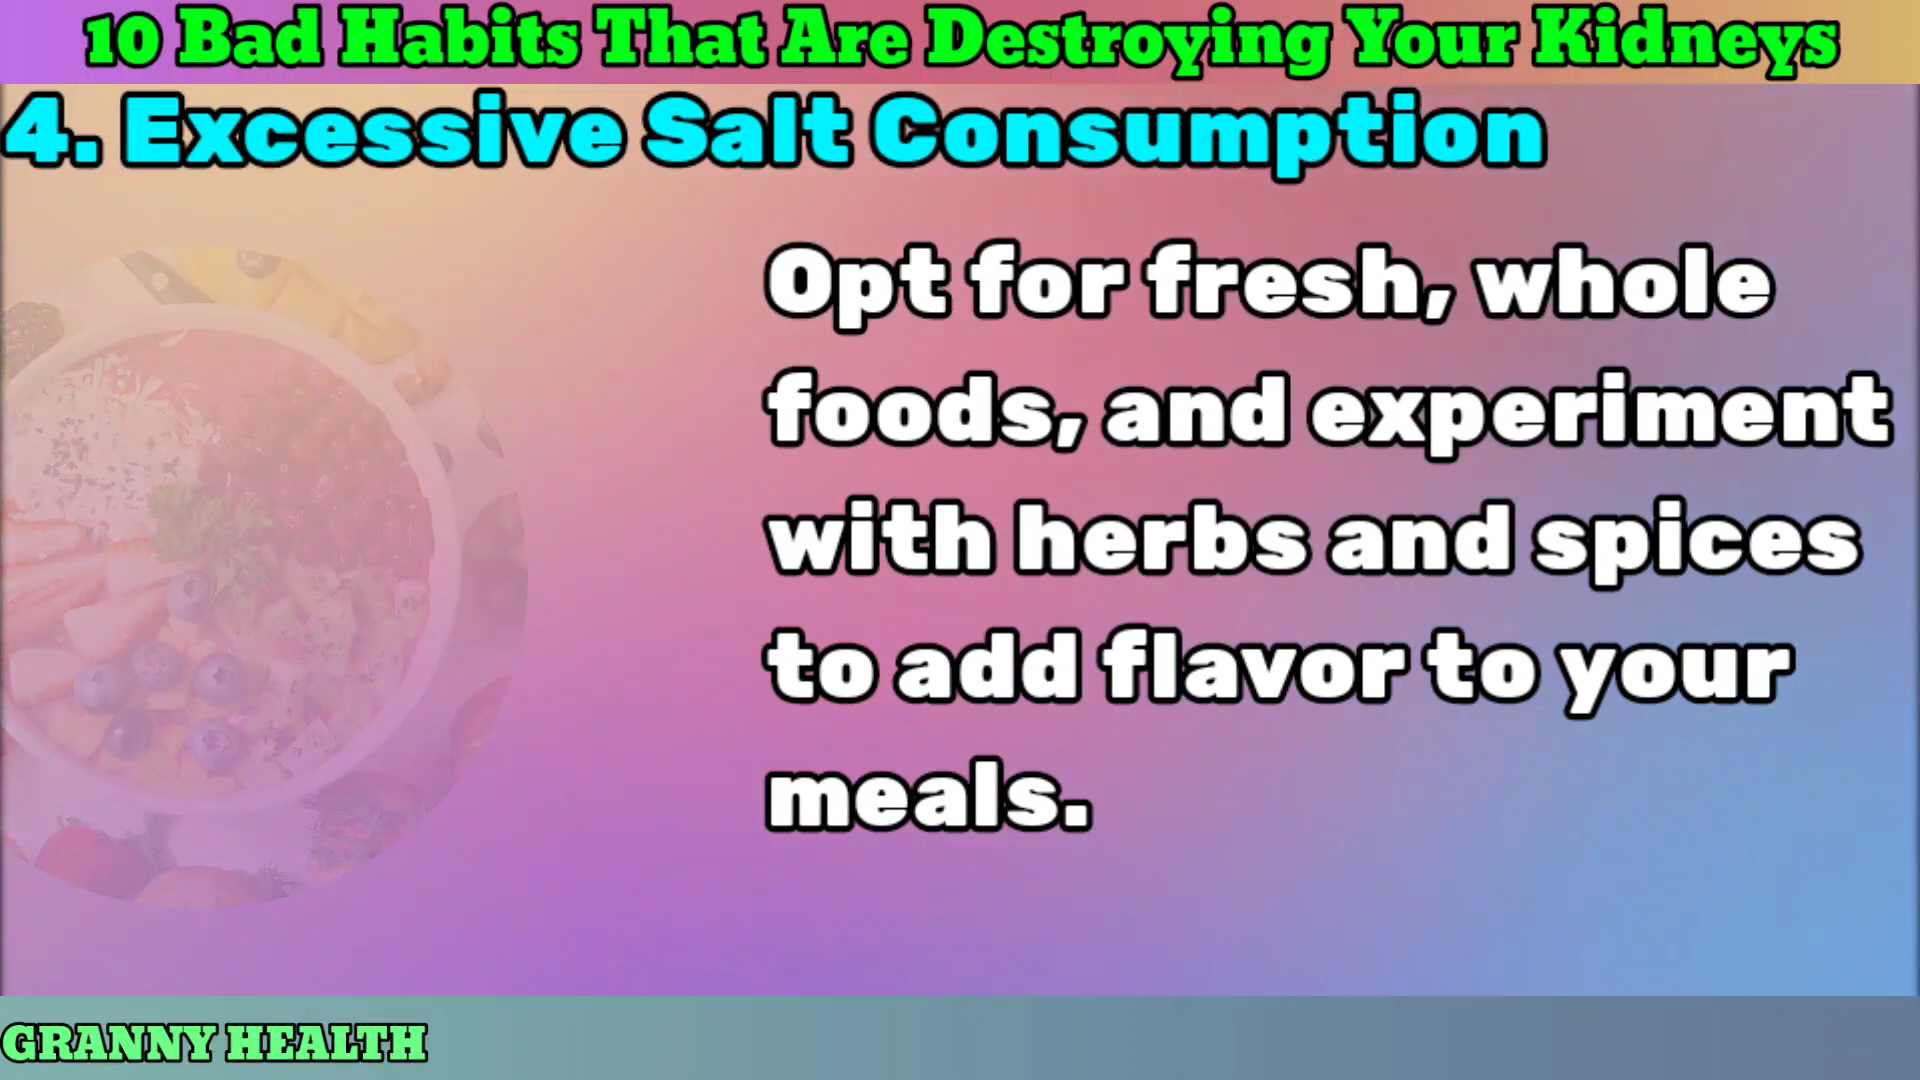 10 Bad Habits That Are Destroying Your Kidneys
4. Excessive Salt Consumption
Opt for fresh, whole
foods, and experiment
with herbs and spices
to add flavor to your
meals.
GRANNY HEALTH